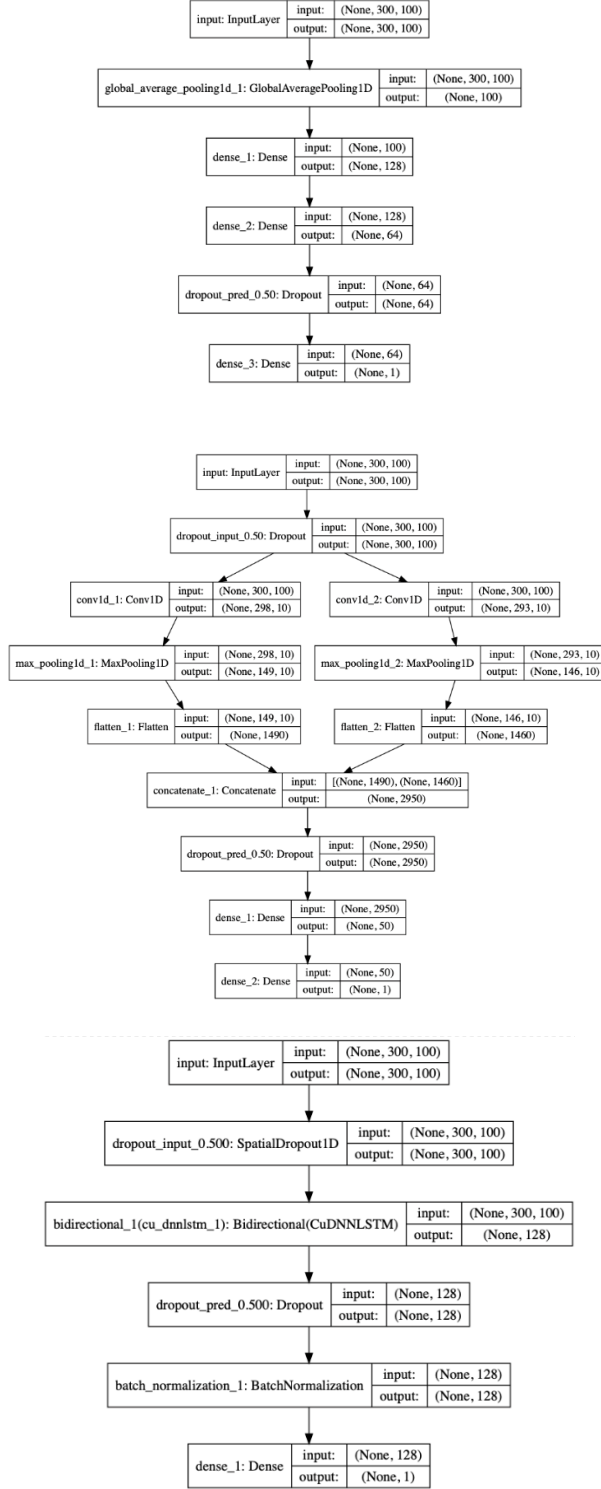 input: InputLayer input: (None, 300, 100)
output: (None, 300, 100)
global_average_pooling1d_1: GlobalAveragePooling1D input: (None, 300, 100)
output: (None, 100)
dense_1: Dense input: (None, 100)
output: (None, 128)
dense_2: Dense input: (None, 128)
output: (None, 64)
dropout_pred_0.50: Dropout input: (None, 64)
output: (None, 64)
dense_3: Dense input: (None, 64)
output: (None, 1)
input: InputLayer input: (None, 300, 100)
output: (None, 300, 100)
dropout_input_0.50: Dropout input: (None, 300, 100)
output: (None, 300, 100)
conv1d_1: Conv1D input: (None, 300, 100)
output: (None, 298, 10)
conv1d_2: Conv1D input: (None, 300, 100)
output: (None, 293, 10)
max_pooling1d_1: MaxPooling1D input: (None, 298, 10)
output: (None, 149, 10)
max_pooling1d_2: MaxPooling1D input: (None, 293, 10)
output: (None, 146, 10)
flatten_1: Flatten input: (None, 149, 10)
output: (None, 1490)
flatten_2: Flatten input: (None, 146, 10)
output: (None, 1460)
concatenate_1: Concatenate input: [(None, 1490), (None, 1460)]
output: (None, 2950)
dropout_pred_0.50: Dropout input: (None, 2950)
output: (None, 2950)
dense_1: Dense input: (None, 2950)
output: (None, 50)
dense_2: Dense input: (None, 50)
output: (None, 1)
input: InputLayer input: (None, 300, 100)
output: (None, 300, 100)
dropout_input_0.500: SpatialDropout1D input: (None, 300, 100)
output: (None, 300, 100)
bidirectional_1(cu_dnnlstm_1): Bidirectional(CuDNNLSTM) input: (None, 300, 100)
output: (None, 128)
dropout_pred_0.500: Dropout input: (None, 128)
output: (None, 128)
batch_normalization_1: BatchNormalization input: (None, 128)
output: (None, 128)
dense_1: Dense input: (None, 128)
output: (None, 1)